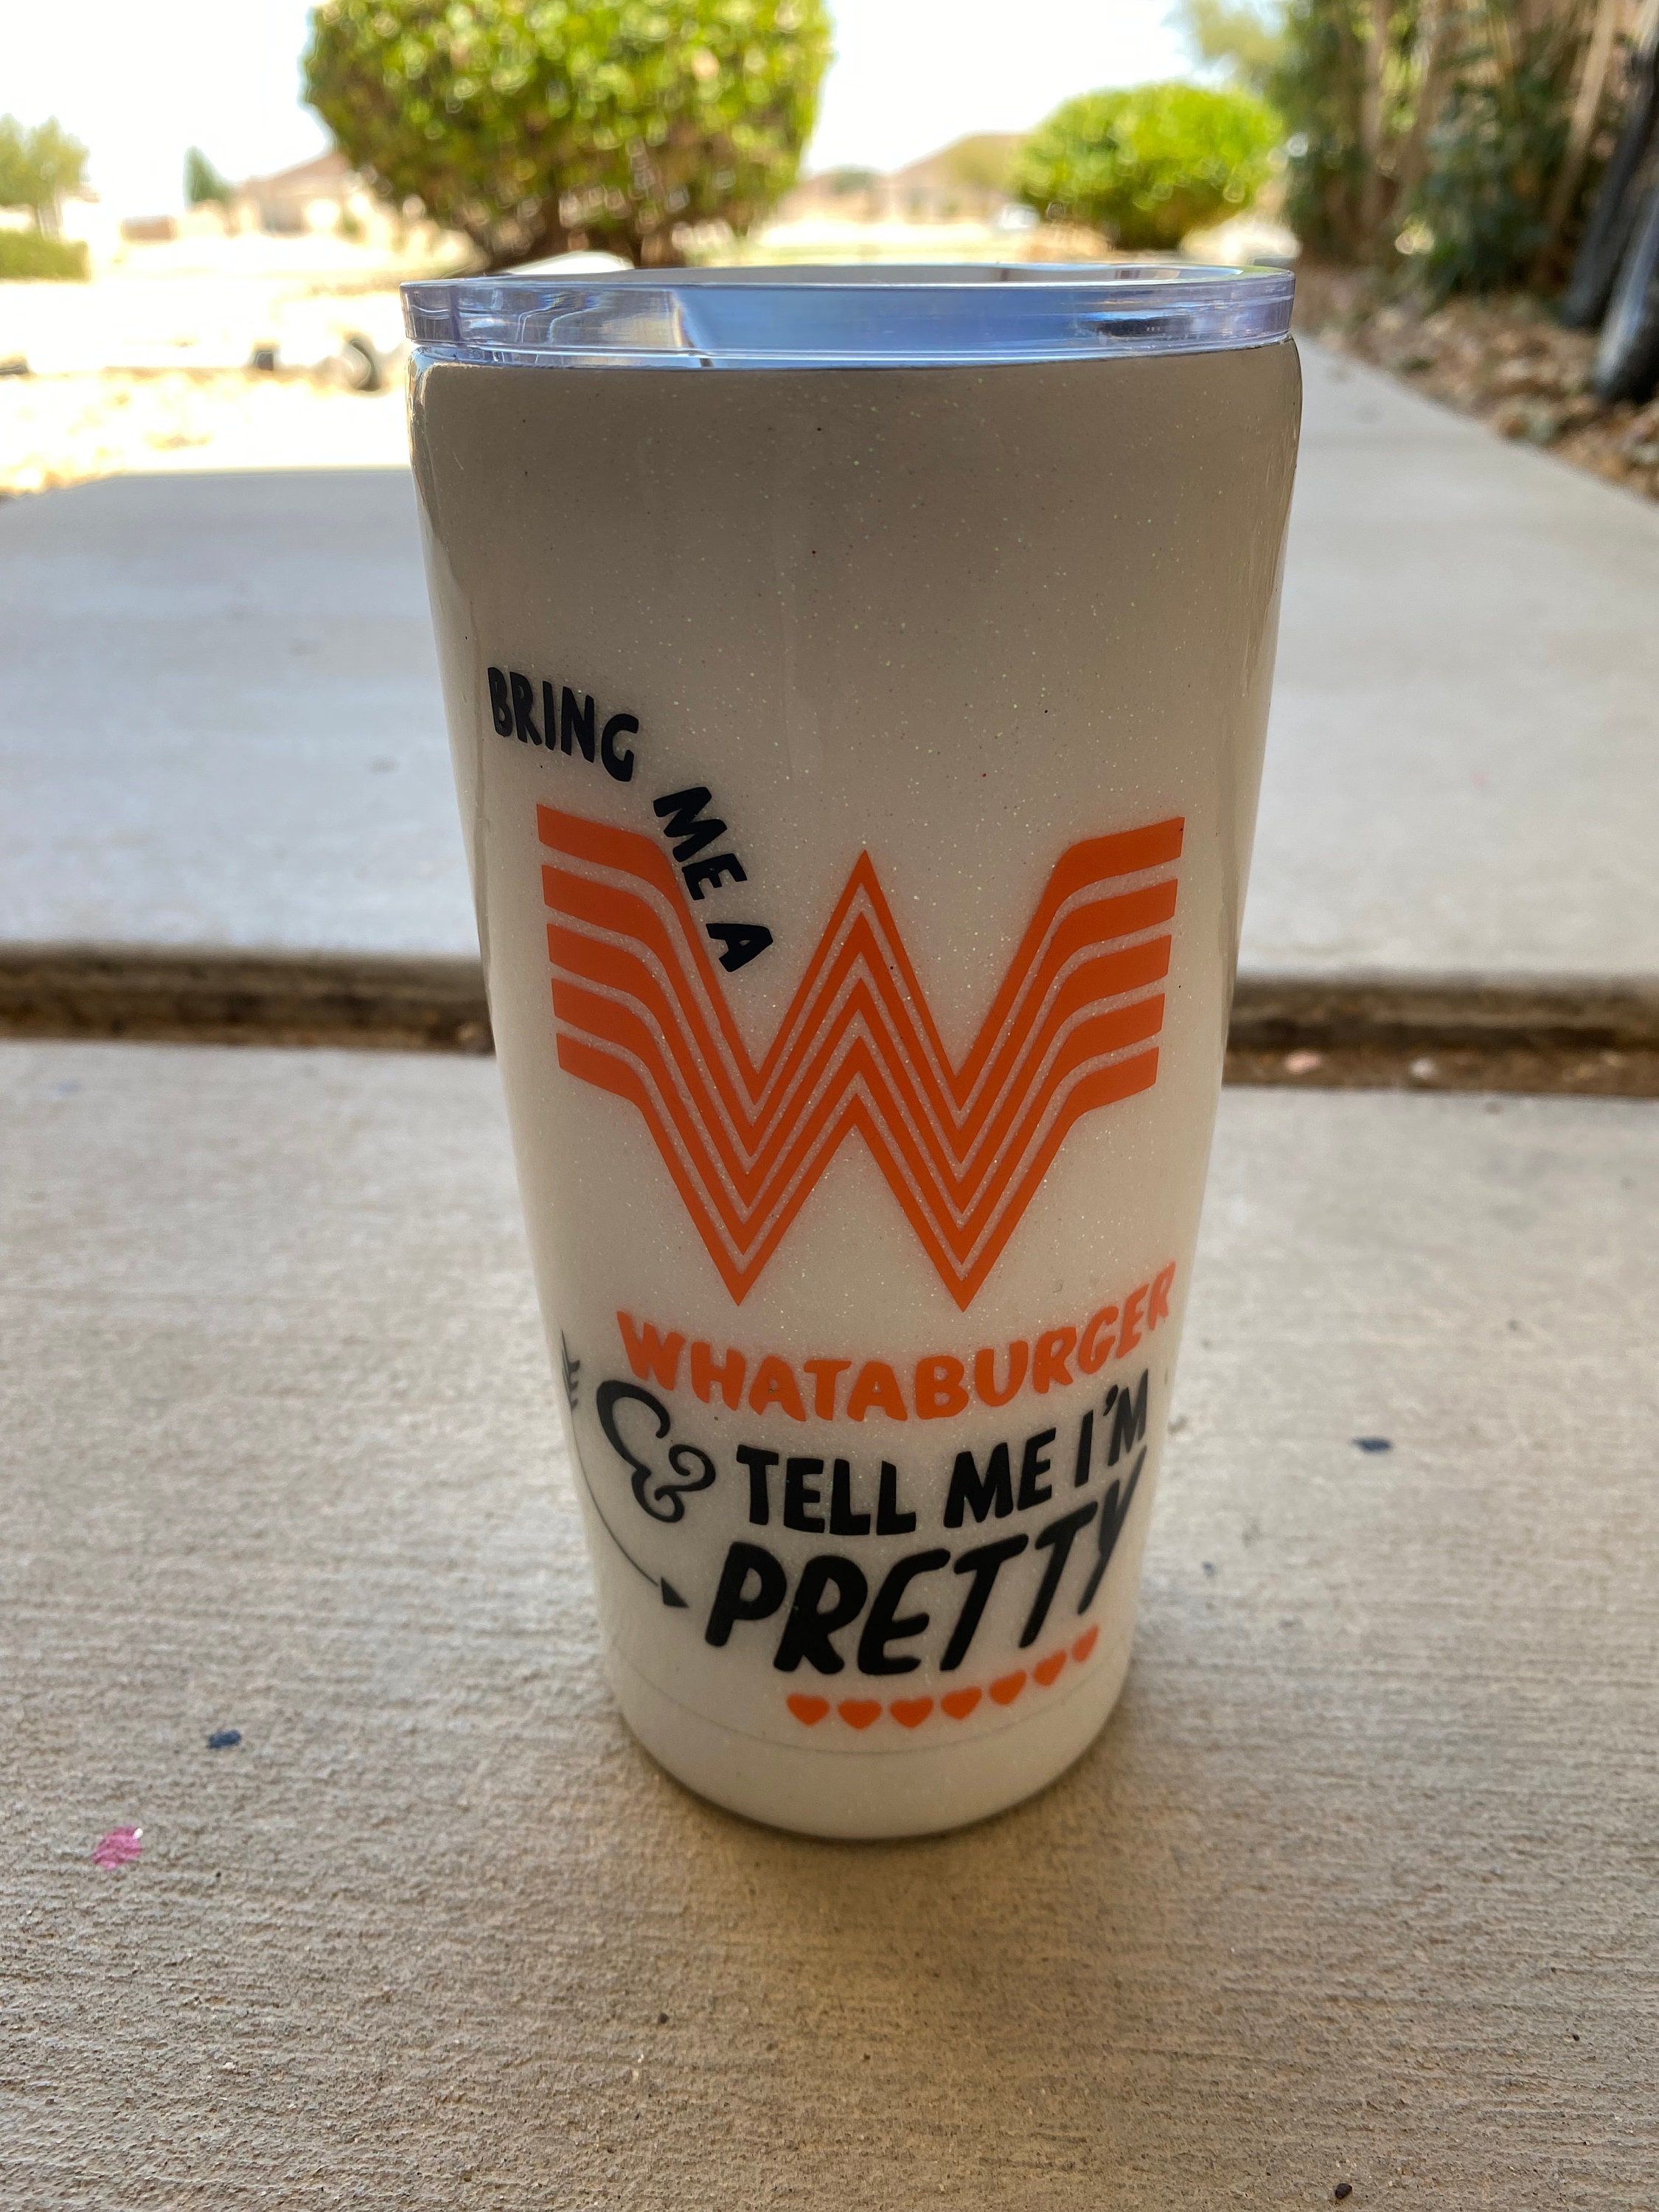 BRING ME A
W
WHATABURGER
& TELL ME I'M
PRETTY